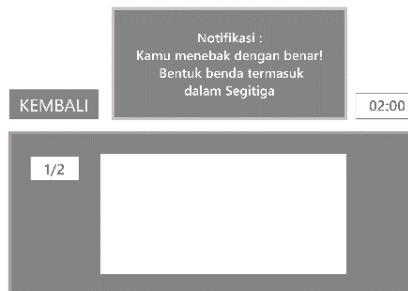 Notifikasi :
Kamu menebak dengan benar!
Bentuk benda termasuk
dalam Segitiga
KEMBALI
02:00
1/2